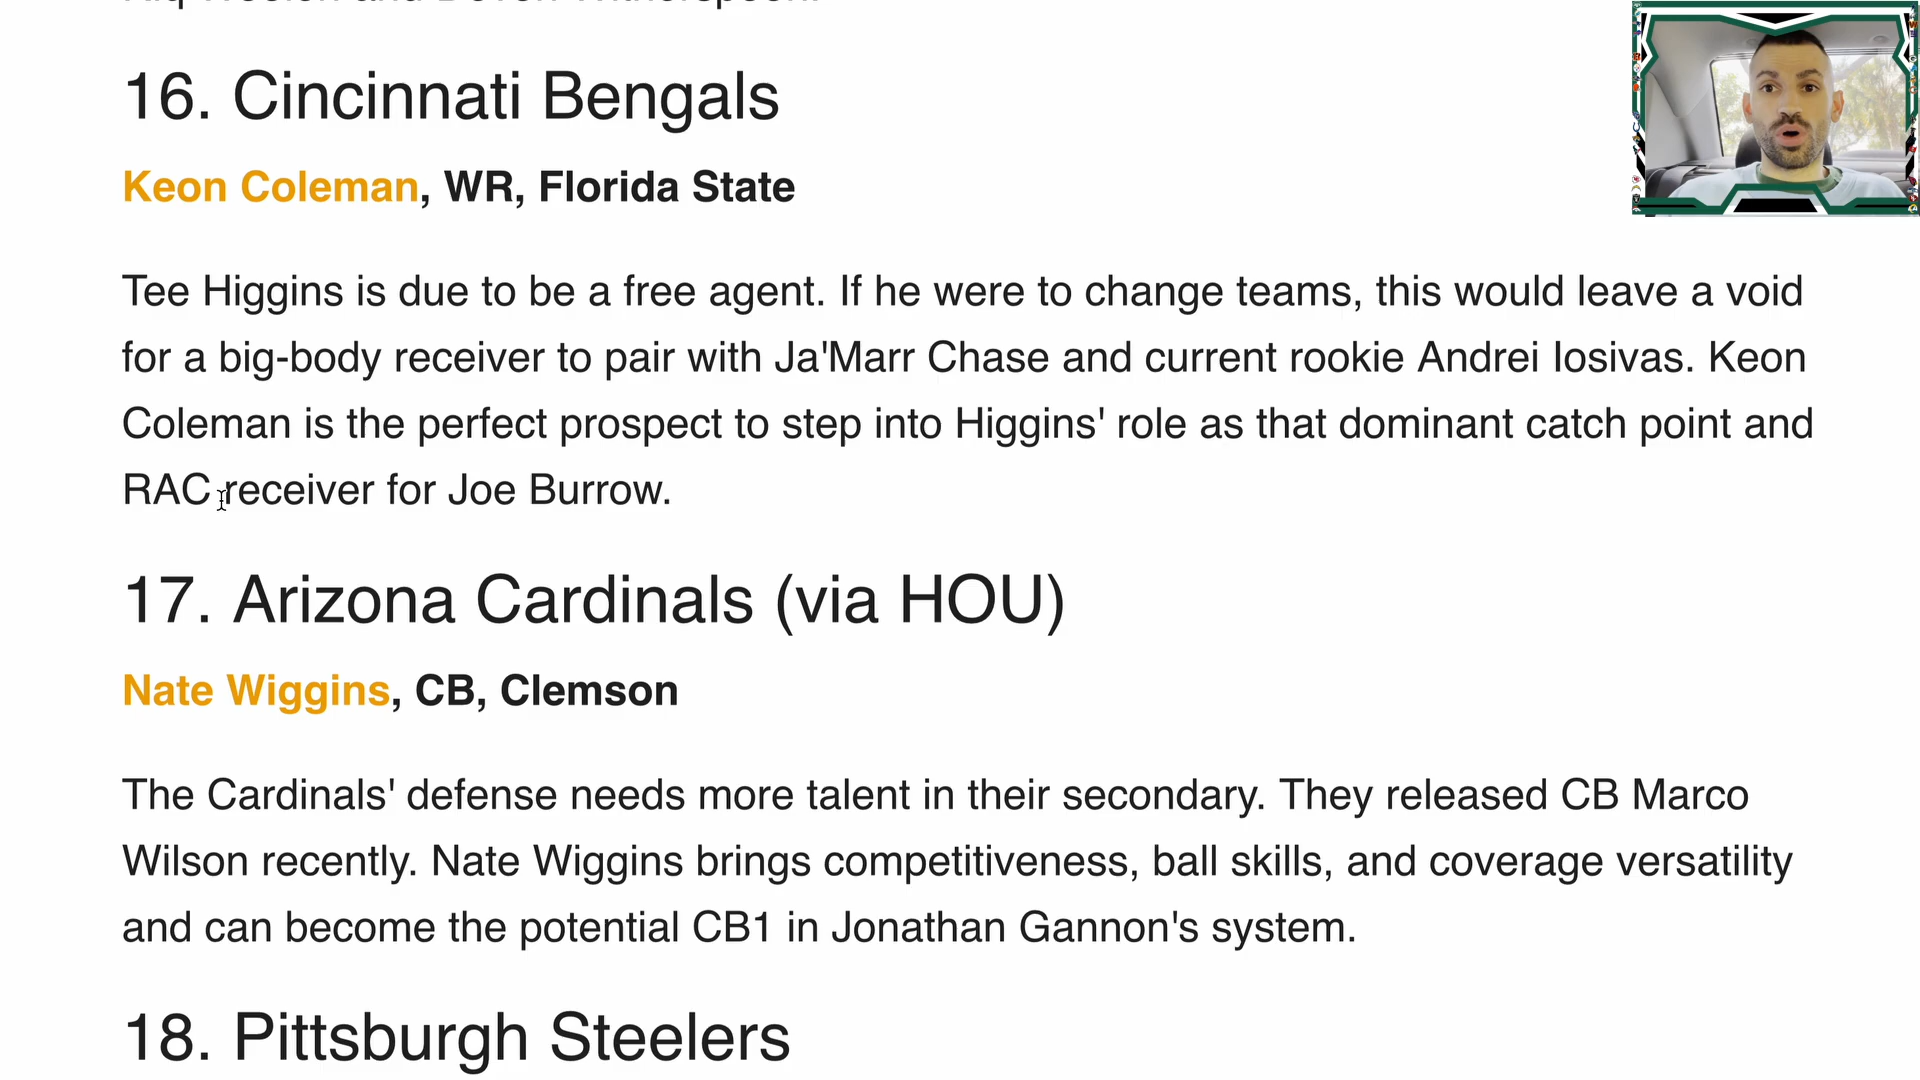 16. Cincinnati Bengals
Keon Coleman, WR, Florida State
Tee Higgins is due to be a free agent. If he were to change teams, this would leave a void
for a big-body receiver to pair with Ja'Marr Chase and current rookie Andrei Iosivas. Keon
Coleman is the perfect prospect to step into Higgins' role as that dominant catch point and
RAC receiver for Joe Burrow.
17. Arizona Cardinals (via HOU)
Nate Wiggins, CB, Clemson
The Cardinals' defense needs more talent in their secondary. They released CB Marco
Wilson recently. Nate Wiggins brings competitiveness, ball skills, and coverage versatility
and can become the potential CB1 in Jonathan Gannon's system.
18. Pittsburgh Steelers